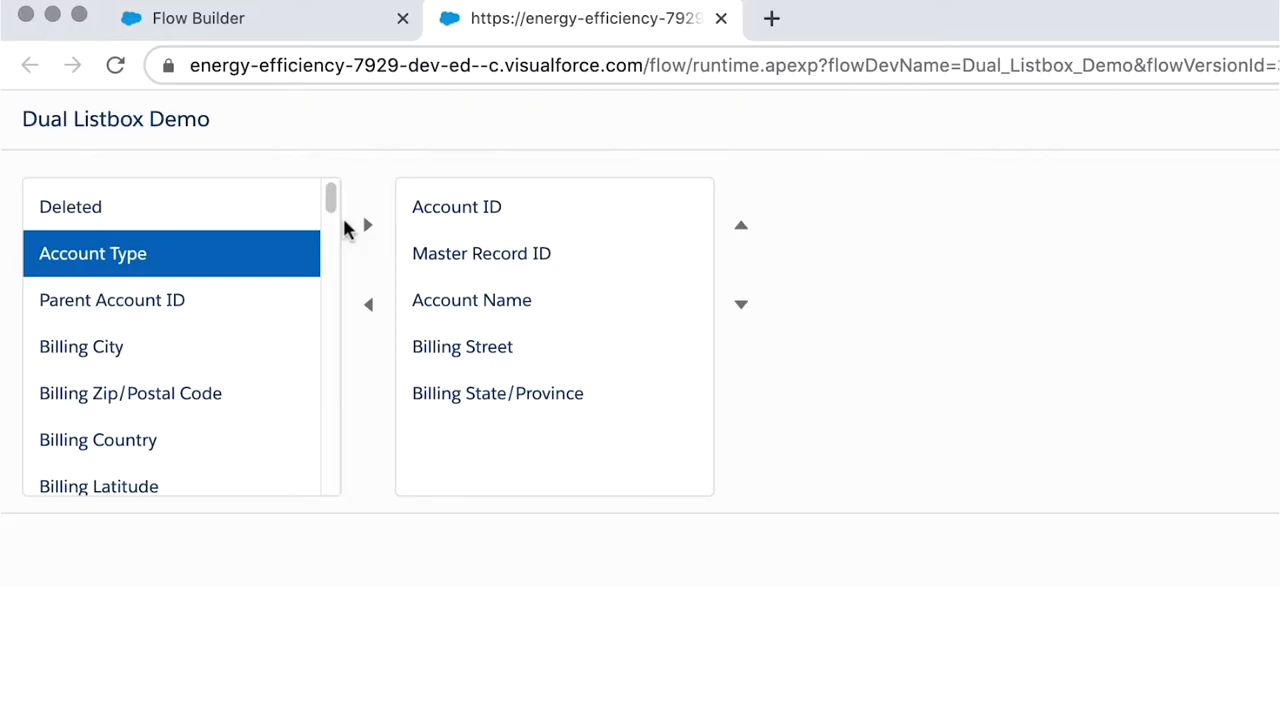 Flow Builder
https://energy-efficiency-7929
energy-efficiency-7929-dev-ed--c.visualforce.com/flow/runtime.apexp?flowDevName=Dual_Listbox_Demo&flowVersionId=
Dual Listbox Demo
Deleted
Account Type
Parent Account ID
Billing City
Billing Zip/Postal Code
Billing Country
Billing Latitude
Account ID
Master Record ID
Account Name
Billing Street
Billing State/Province